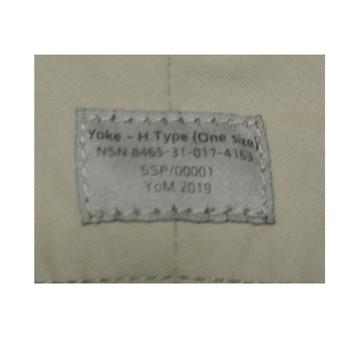 Yoke - H Type (One size)
NSN 8465-31-017-4163
SSP/00001
YoM 2019